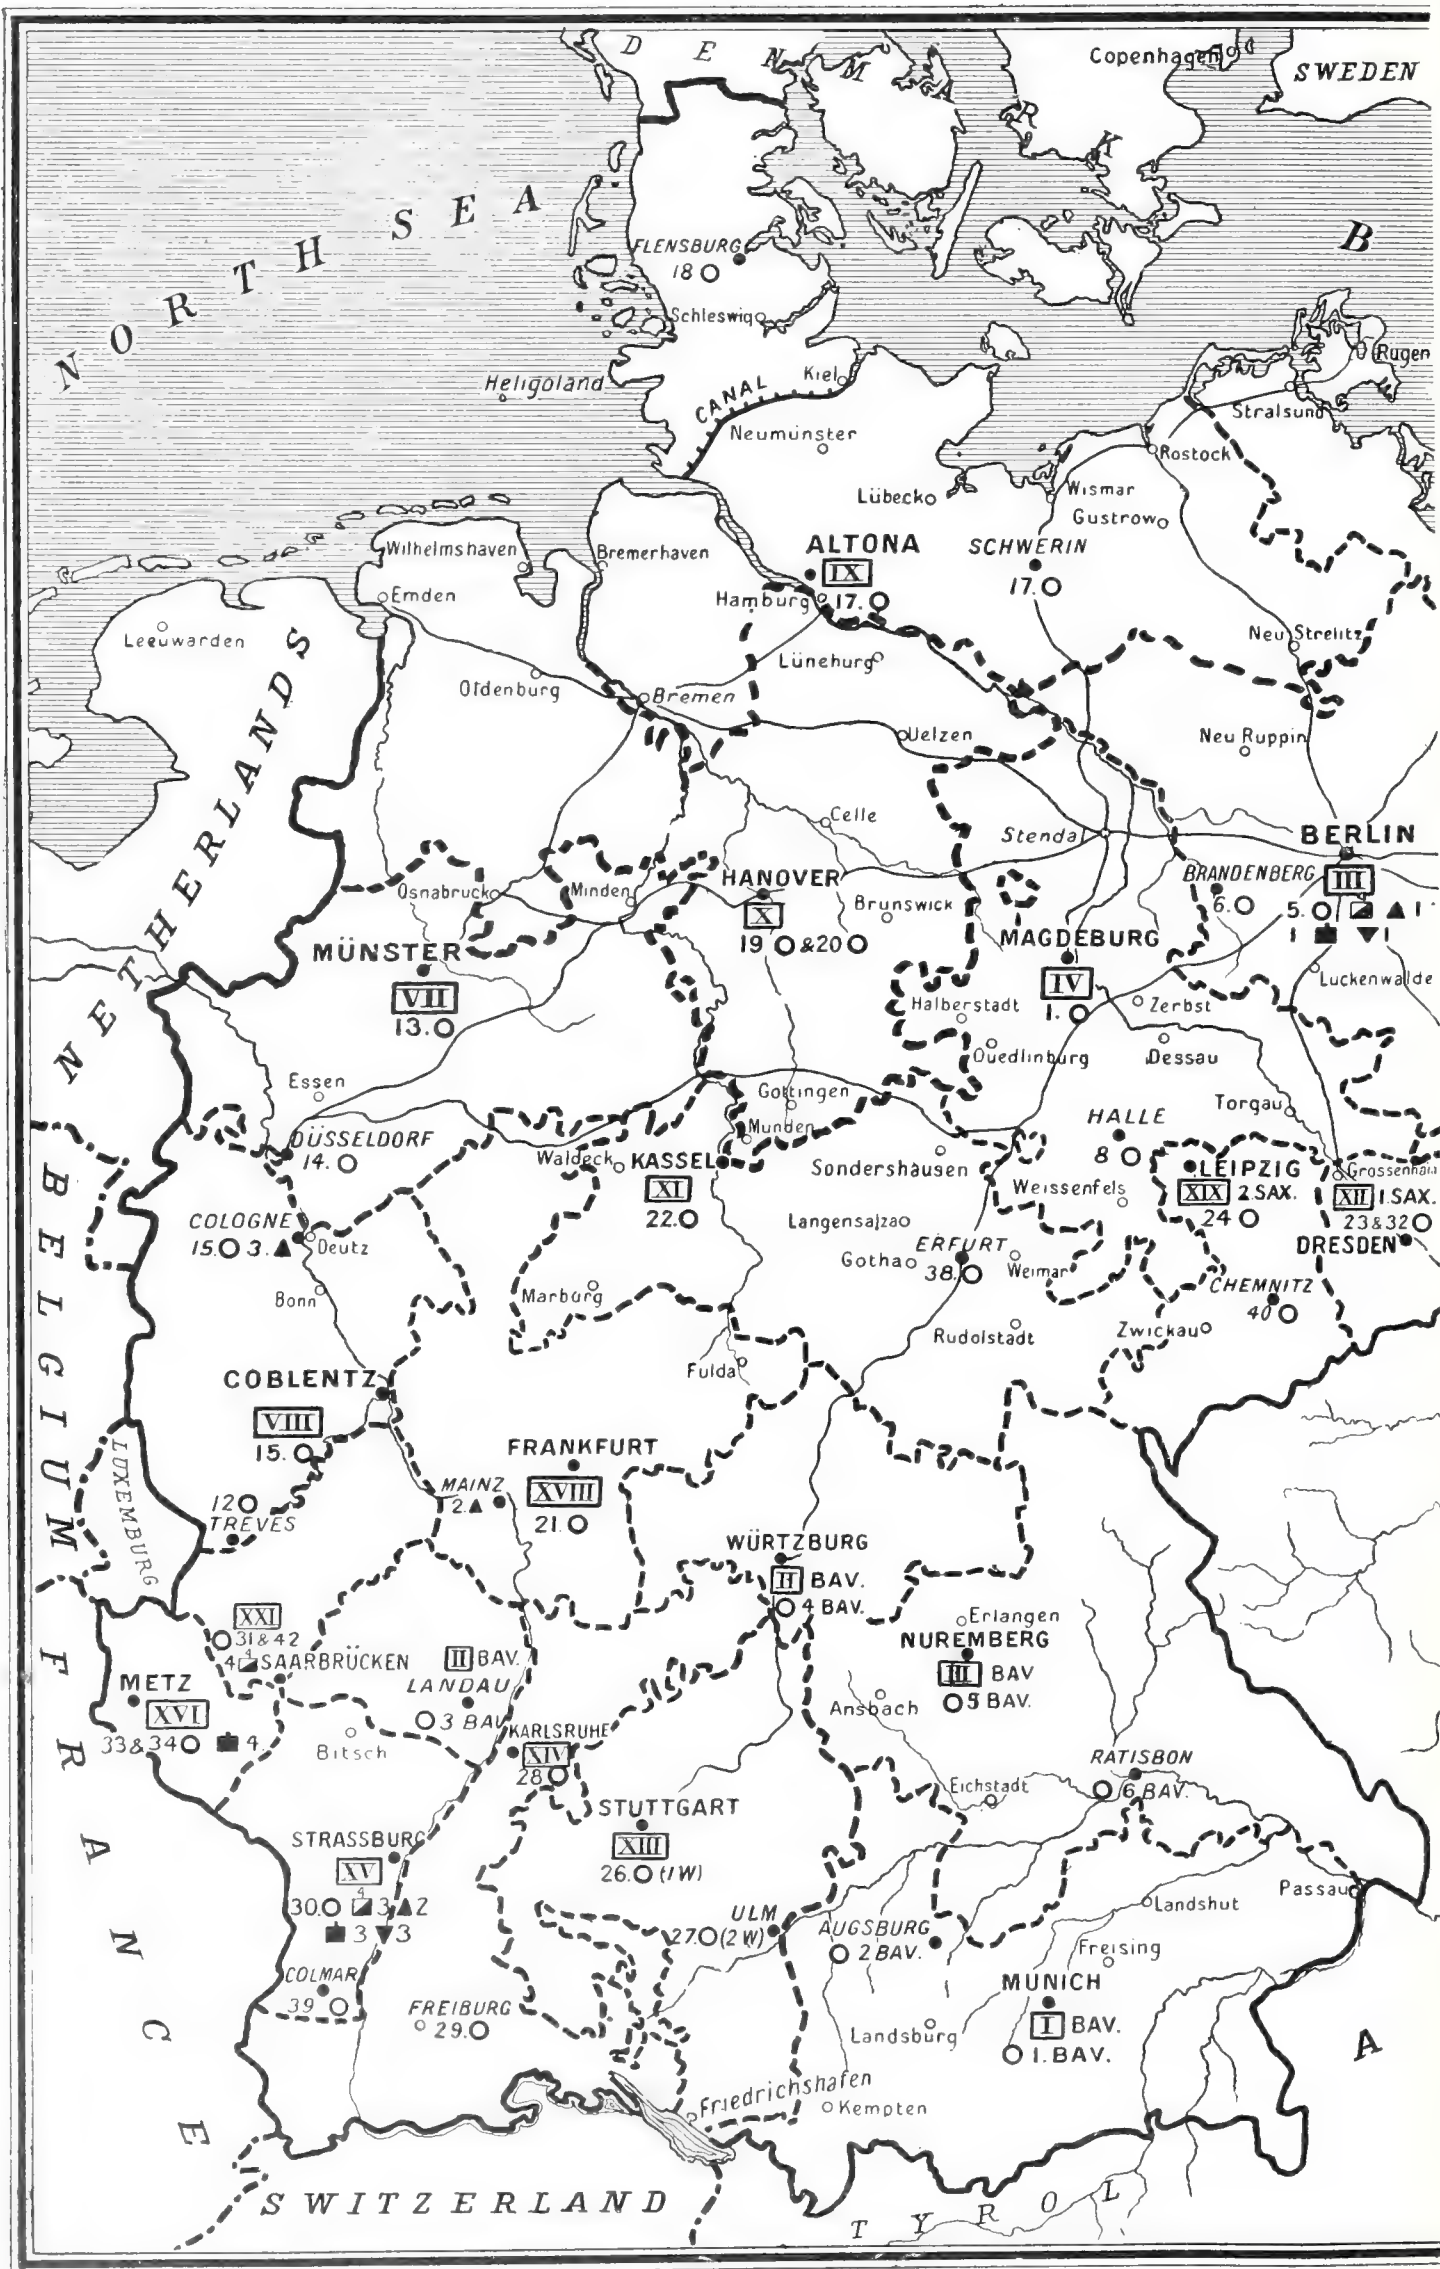 DENMARK
Copenhagen
SWEDEN
NORTH SEA
B
FLENSBURG
18
Schleswig
Heligoland
Kiel
CANAL
Rugen
Stralsund
Neumunster
Rostock
Lübeck
Wismar
Gustrow
Wilhelmshaven
Bremerhaven
ALTONA
IX
Hamburg
17.
SCHWERIN
17.
Emden
Leeuwarden
NETHERLANDS
Neu Strelitz
Lüneburg
Oldenburg
Bremen
Uelzen
Neu Ruppin
Celle
Stendal
BERLIN
III
5. 1
1 1
BRANDENBERG
6.
Osnabruck
Minden
HANOVER
X
19 &20
Brunswick
MÜNSTER
VII
13.
MAGDEBURG
IV
1.
Luckenwalde
Halberstadt
Zerbst
Quedlinburg
Dessau
Essen
Gottingen
Munden
Torgau
HALLE
8
DÜSSELDORF
14.
Waldeck
KASSEL
XI
22.
Sondershausen
Weissenfels
LEIPZIG
XIX 2 SAX.
24
Grossenhain
XII 1 SAX.
23 & 32
DRESDEN
BELGIUM
COLOGNE
15. 3.
Deutz
Langensalza
Gotha
ERFURT
38.
Weimar
CHEMNITZ
40
Bonn
Marburg
Rudolstadt
Zwickau
Fulda
COBLENTZ
VIII
15.
FRANKFURT
XVIII
21.
MAINZ
2.
LUXEMBURG
12
TREVES
WÜRTZBURG
II BAV.
4 BAV.
Erlangen
NUREMBERG
III BAV
5 BAV.
XXI
31 & 42
4 4 SAARBRÜCKEN
II BAV.
LANDAU
3 BAV
METZ
XVI
33 & 34 4.
Bitsch
KARLSRUHE
XIV
28
Ansbach
RATISBON
6 BAV.
Eichstadt
FRANCE
STUTTGART
XIII
26. (1 W)
STRASSBURG
XV
30. 4 3 2
3 3
Passau
Landshut
ULM
27. (2 W)
AUGSBURG
2 BAV.
Freising
MUNICH
I BAV.
1. BAV.
COLMAR
39
FREIBURG
29.
Landsburg
A
Friedrichshafen
Kempten
SWITZERLAND
TYROL